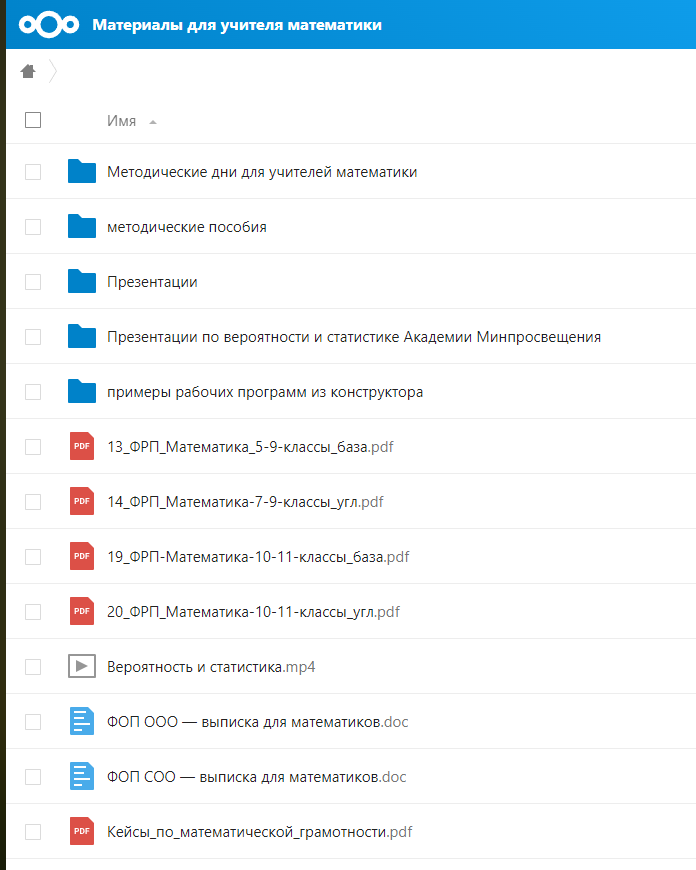 Материалы для учителя математики
Имя
Методические дни для учителей математики
методические пособия
Презентации
Презентации по вероятности и статистике Академии Минпросвещения
примеры рабочих программ из конструктора
PDF 13_ФРП_Математика_5-9-классы_база.pdf
PDF 14_ФРП_Математика-7-9-классы_угл.pdf
PDF 19_ФРП-Математика-10-11-классы_база.pdf
PDF 20_ФРП_Математика-10-11-классы_угл.pdf
Вероятность и статистика.mp4
ФОП ООО — выписка для математиков.doc
ФОП СОО — выписка для математиков.doc
PDF Кейсы_по_математической_грамотности.pdf